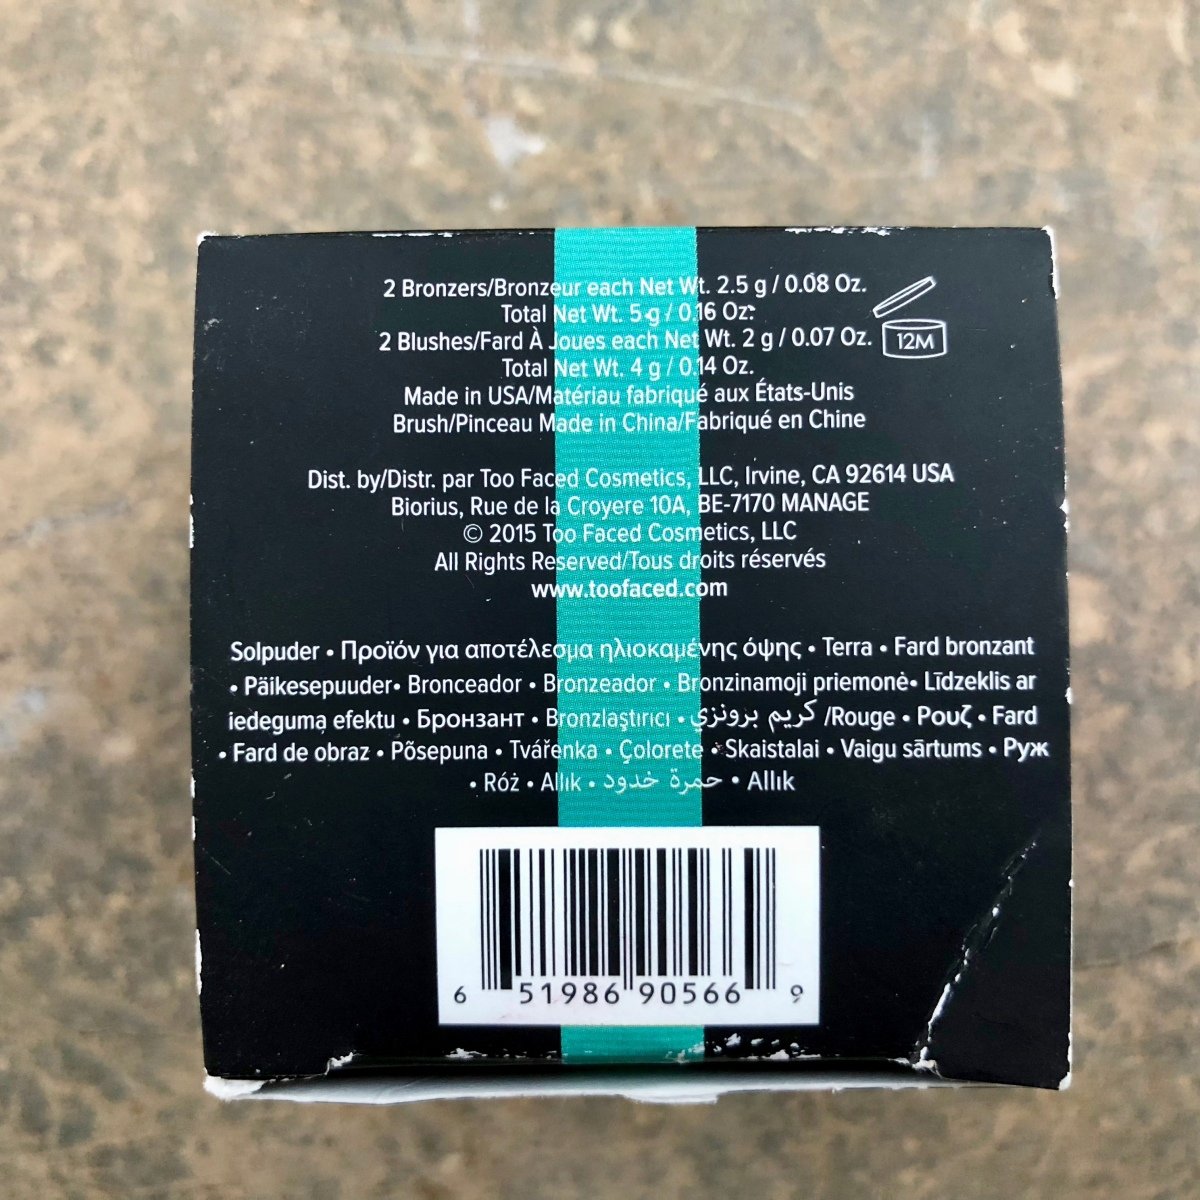 2 Bronzers/Bronzeur each Net Wt. 2.5 g / 0.08 Oz.
Total Net Wt. 5 g / 0.16 Oz.
2 Blushes/Fard À Joues each Net Wt. 2 g / 0.07 Oz.
12M
Total Net Wt. 4 g / 0.14 Oz.
Made in USA/Matériau fabriqué aux États-Unis
Brush/Pinceau Made in China/Fabriqué en Chine
Dist. by/Distr. par Too Faced Cosmetics, LLC, Irvine, CA 92614 USA
Biorius, Rue de la Croyere 10A, BE-7170 MANAGE
© 2015 Too Faced Cosmetics, LLC
All Rights Reserved/Tous droits réservés
www.toofaced.com
Solpuder • Προϊόν για αποτέλεσμα ηλιοκαμένης όψης • Terra • Fard bronzant
• Päikesepuuder• Bronceador • Bronzeador • Bronzinamoji priemonė• Līdzeklis ar
iedeguma efektu • Бронзант • Bronzlaştırıcı • كريم برونزي /Rouge • Ρουζ • Fard
• Fard de obraz • Põsepuna • Tvářenka • Çolorete • Skaistalai • Vaigu sārtums • Руж
• Róż • Allık • حمرة خدود • Allık
6 51986 90566 9